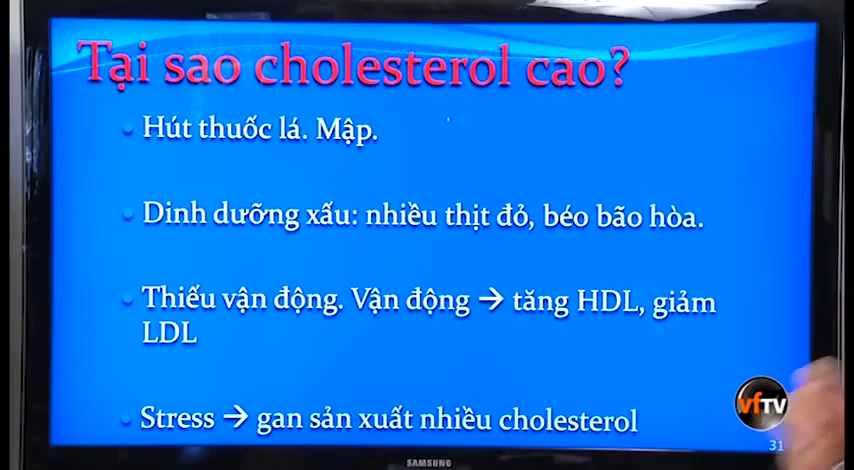 Tại sao cholesterol cao?
Hút thuốc lá. Mập.
Dinh dưỡng xấu: nhiều thịt đỏ, béo bão hòa.
Thiếu vận động. Vận động → tăng HDL, giảm
LDL
Stress → gan sản xuất nhiều cholesterol
vfTV
31
SAMSUNG